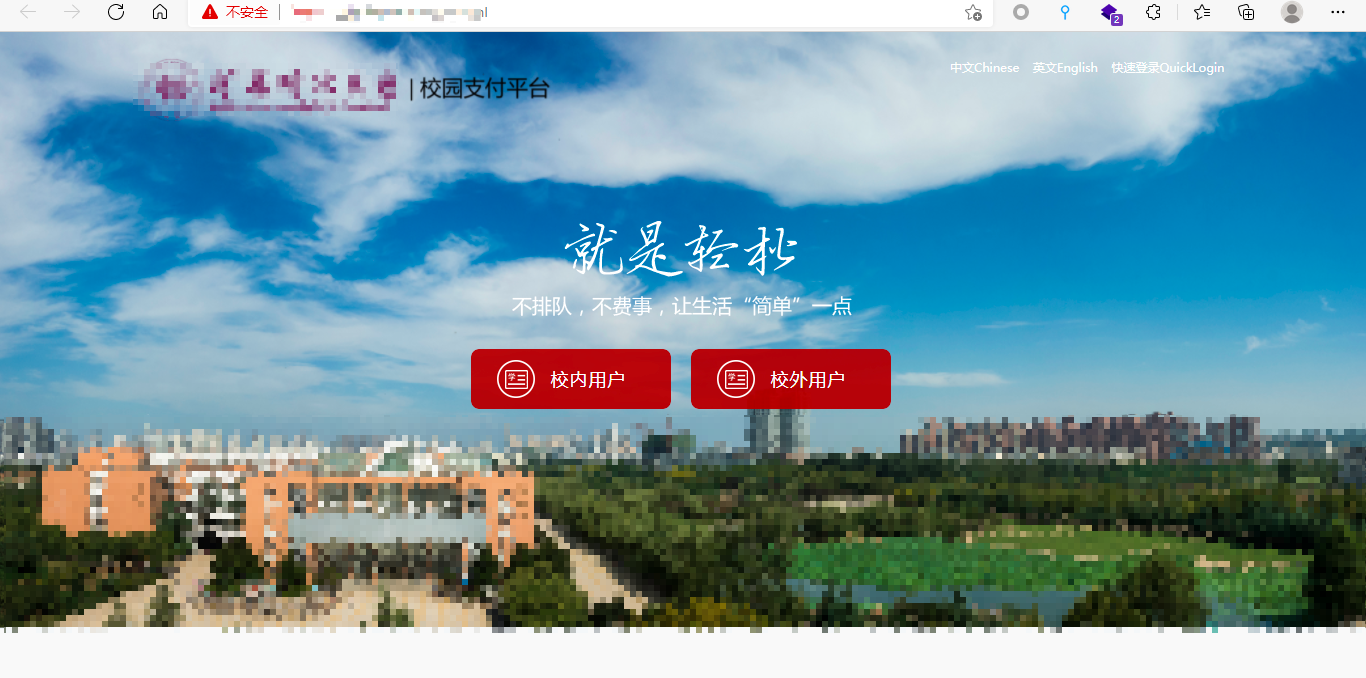 不安全
2
中文Chinese 英文English 快速登录QuickLogin
| 校园支付平台
就是轻松
不排队，不费事，让生活“简单”一点
校内用户 校外用户